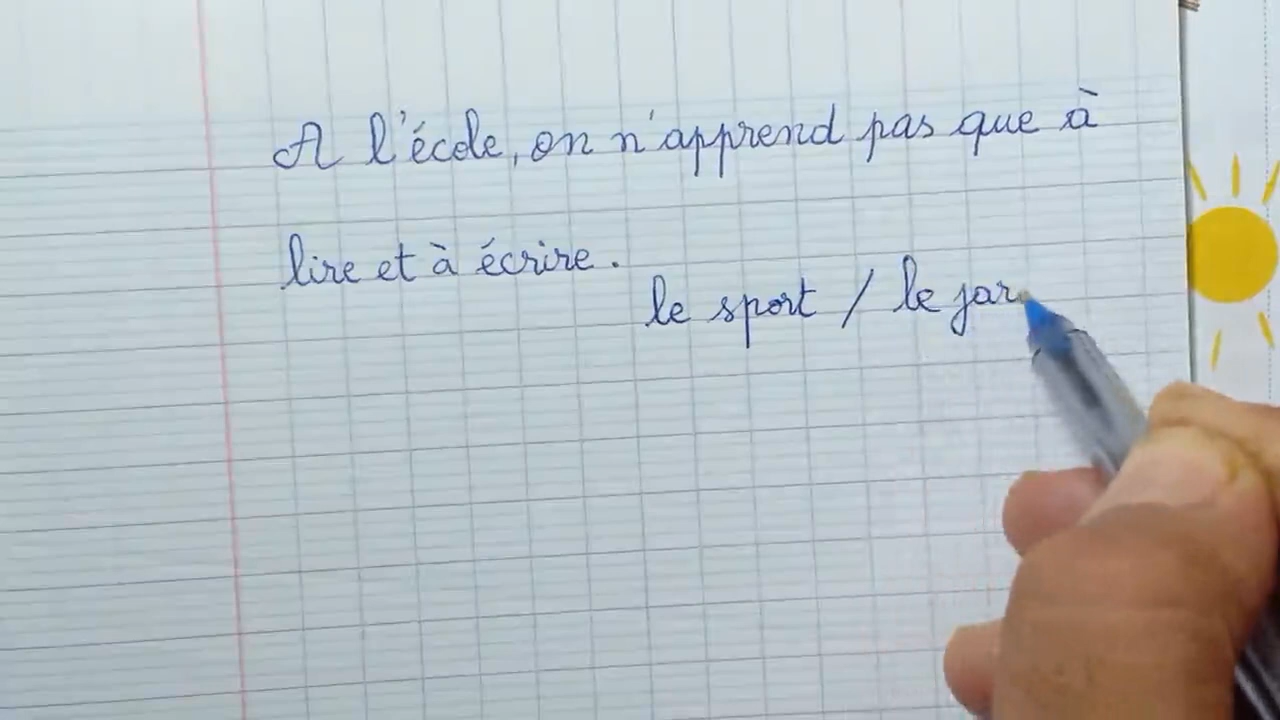 A l'école, on n'apprend pas que à
lire et à écrire.
le sport / le jar